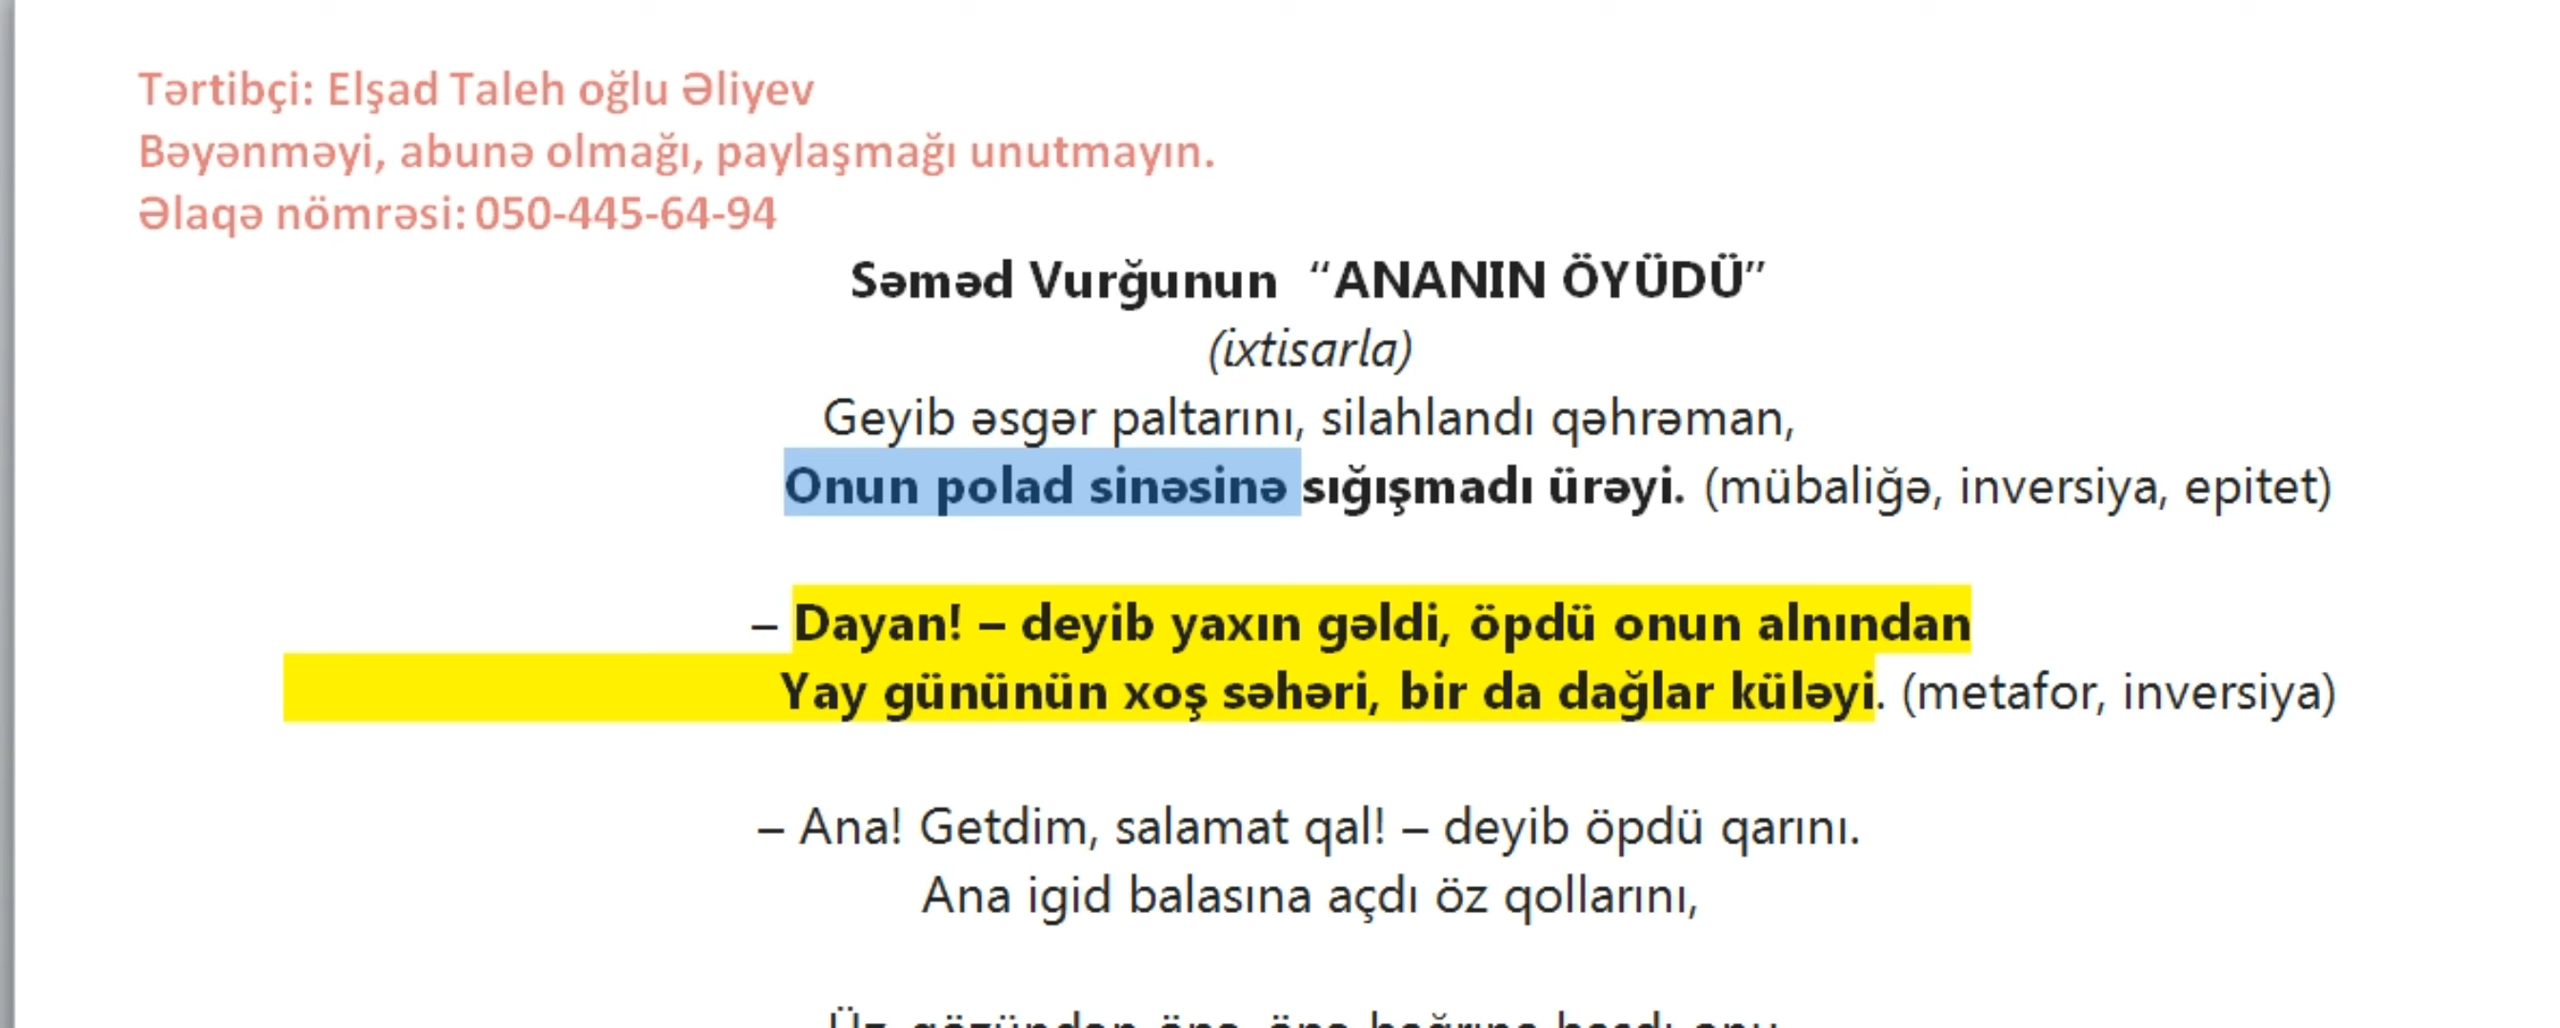 Tərtibçi: Elşad Taleh oğlu Əliyev
Bəyənməyi, abunə olmağı, paylaşmağı unutmayın.
Əlaqə nömrəsi: 050-445-64-94
Səməd Vurğunun “ANANIN ÖYÜDÜ”
(ixtisarla)
Geyib əsgər paltarını, silahlandı qəhrəman,
Onun polad sinəsinə sığışmadı ürəyi. (mübaliğə, inversiya, epitet)
– Dayan! – deyib yaxın gəldi, öpdü onun alnından
Yay gününün xoş səhəri, bir da dağlar küləyi. (metafor, inversiya)
– Ana! Getdim, salamat qal! – deyib öpdü qarını.
Ana igid balasına açdı öz qollarını,